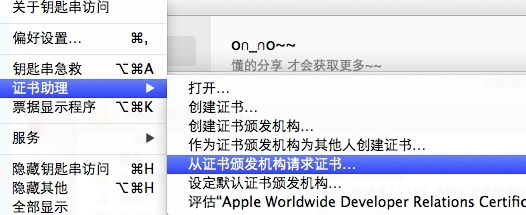 关于钥匙串访问
偏好设置... ⌘,
钥匙串急救 ⌥⌘A
证书助理 ▶
票据显示程序 ⌥⌘K
服务 ▶
隐藏钥匙串访问 ⌘H
隐藏其他 ⌥⌘H
全部显示
o∩_∩o~~
懂的分享 才会获取更多~~
打开...
创建证书...
创建证书颁发机构...
作为证书颁发机构为其他人创建证书...
从证书颁发机构请求证书...
设定默认证书颁发机构...
评估“Apple Worldwide Developer Relations Certific